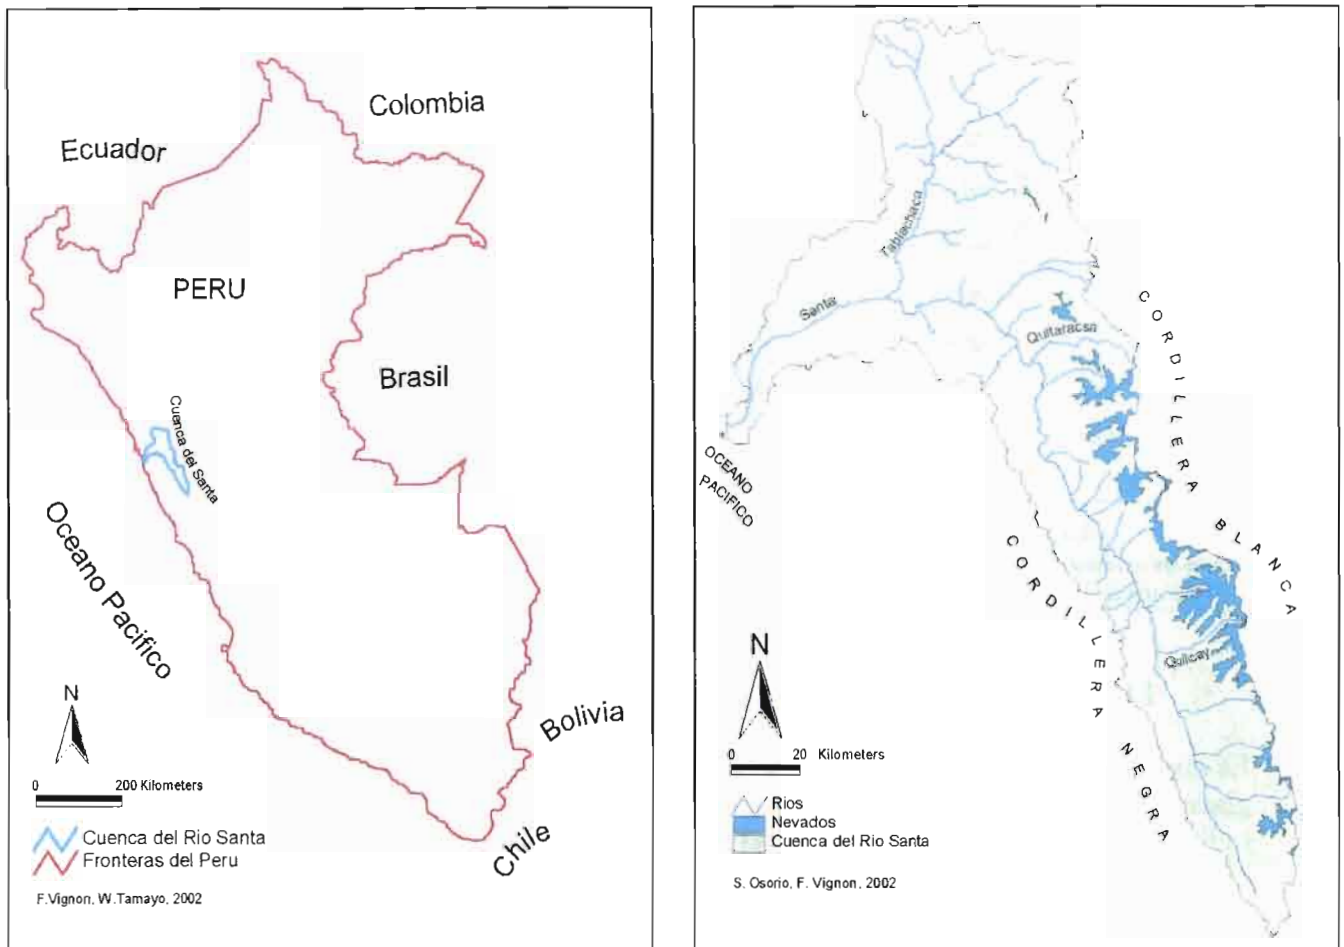 Colombia
Ecuador
PERU
Brasil
Cuenca del Santa
Oceano Pacifico
Bolivia
Chile
N
0 200 Kilometers
Cuenca del Rio Santa
Fronteras del Peru
F.Vignon, W.Tamayo, 2002
Tablachaca
Santa
Quitaracsa
CORDILLERA BLANCA
OCEANO
PACIFICO
CORDILLERA NEGRA
Quilcay
N
0 20 Kilometers
Rios
Nevados
Cuenca del Rio Santa
S. Osorio, F. Vignon, 2002